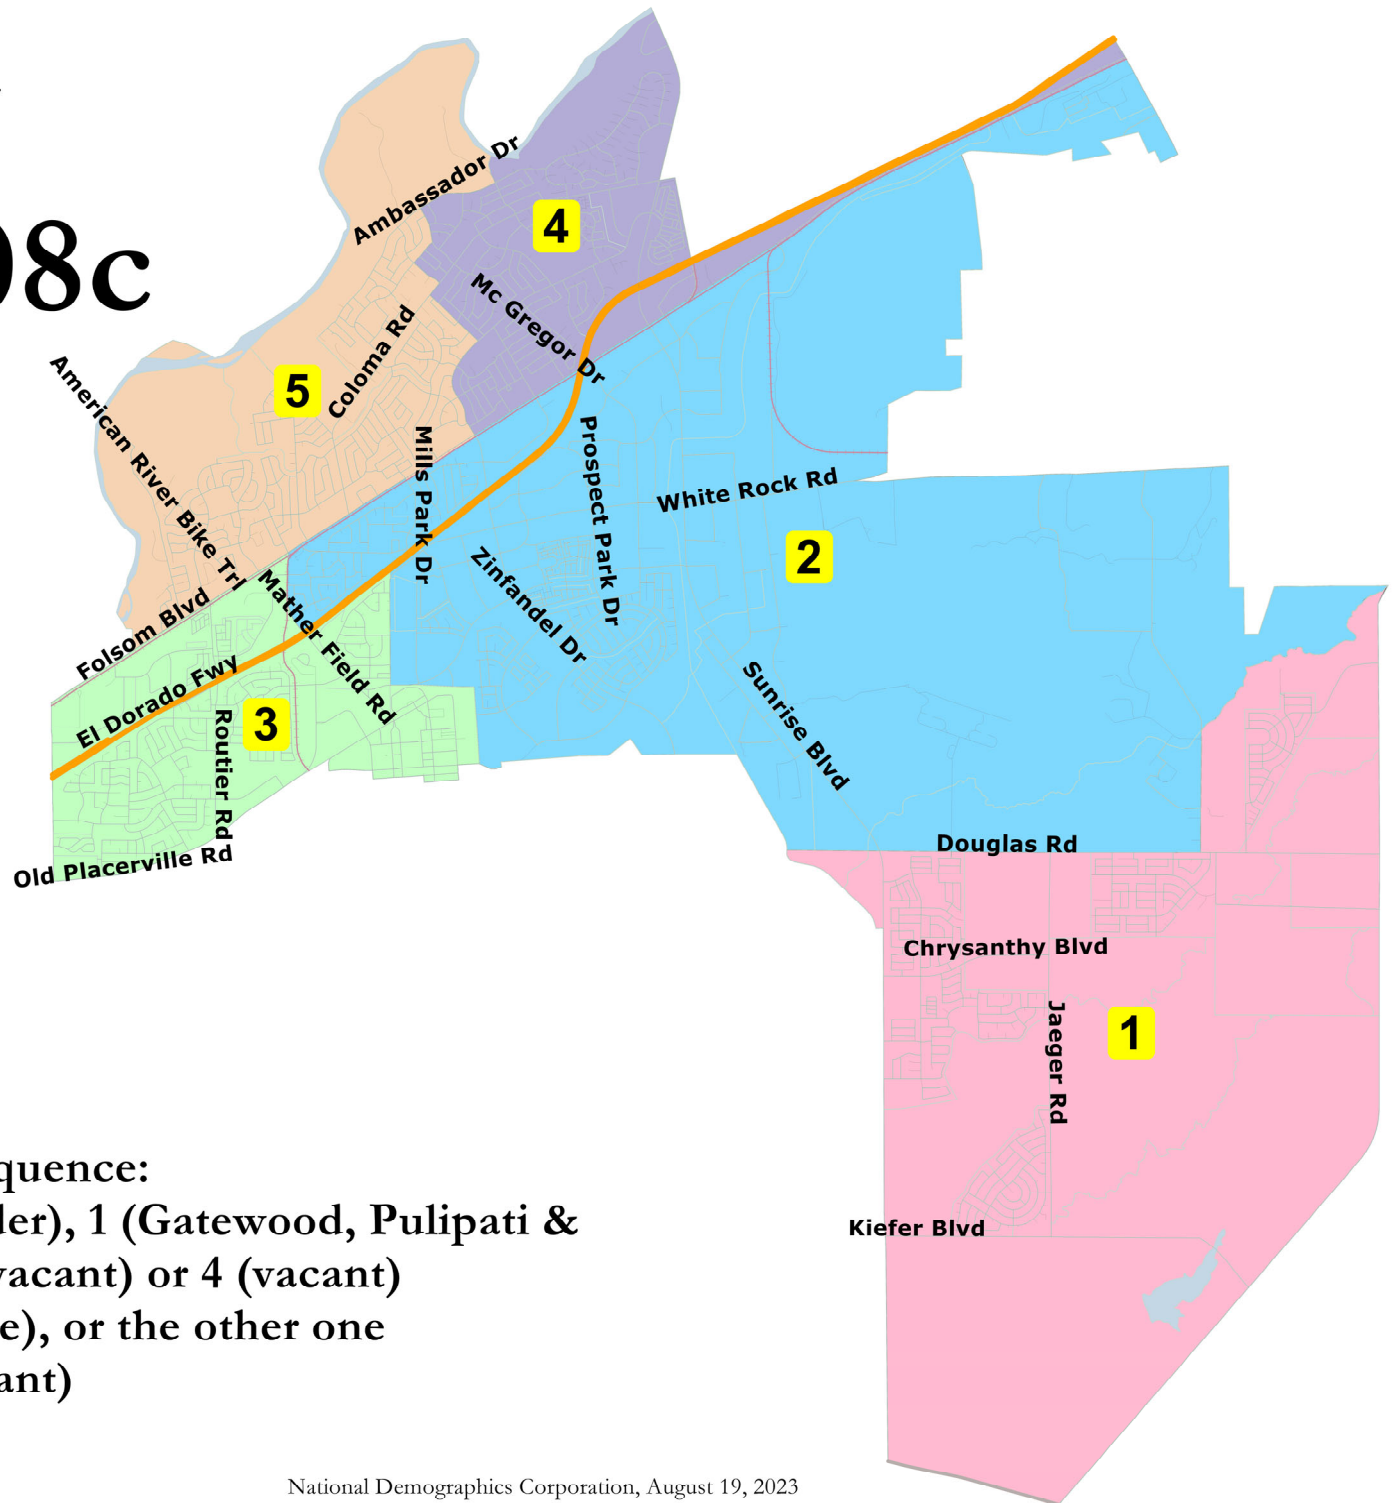 08c
Ambassador Dr
4
Mc Gregor Dr
Coloma Rd
5
American River Bike Trl
Mills Park Dr
Prospect Park Dr
White Rock Rd
2
Zinfandel Dr
Mather Field Rd
Folsom Blvd
El Dorado Fwy
3
Routier Rd
Sunrise Blvd
Old Placerville Rd
Douglas Rd
Chrysanthy Blvd
Jaeger Rd
1
Kiefer Blvd
quence:
der), 1 (Gatewood, Pulipati &
vacant) or 4 (vacant)
e), or the other one
ant)
National Demographics Corporation, August 19, 2023